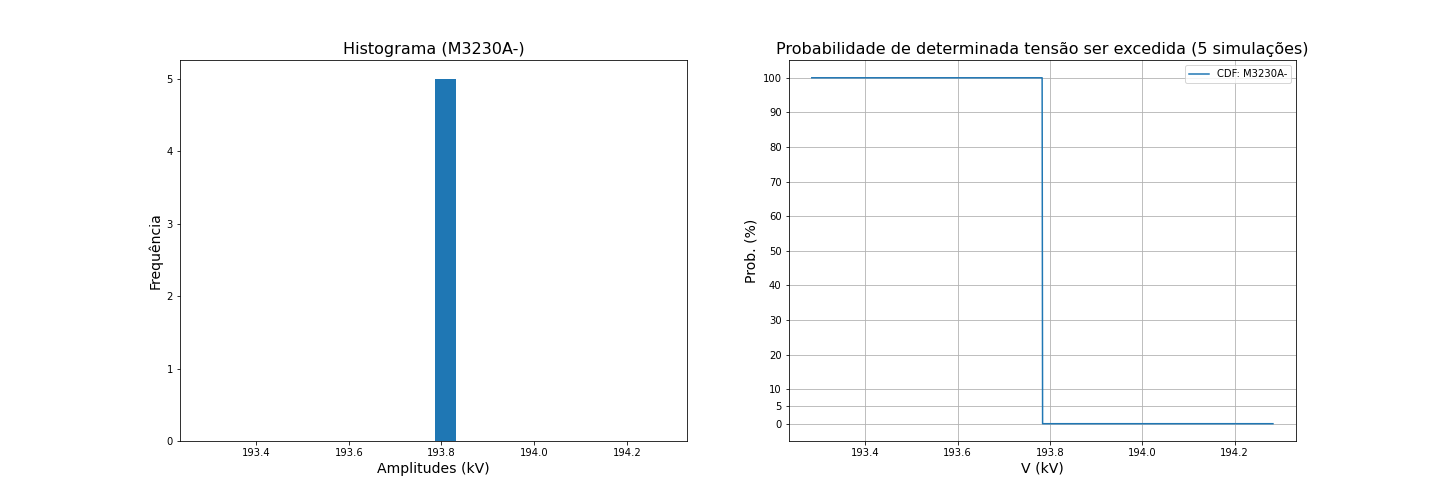 Histograma (M3230A-)
Frequência
5
4
3
2
1
0
193.4 193.6 193.8 194.0 194.2
Amplitudes (kV)
Probabilidade de determinada tensão ser excedida (5 simulações)
CDF: M3230A-
Prob. (%)
100
90
80
70
60
50
40
30
20
10
5
0
193.4 193.6 193.8 194.0 194.2
V (kV)